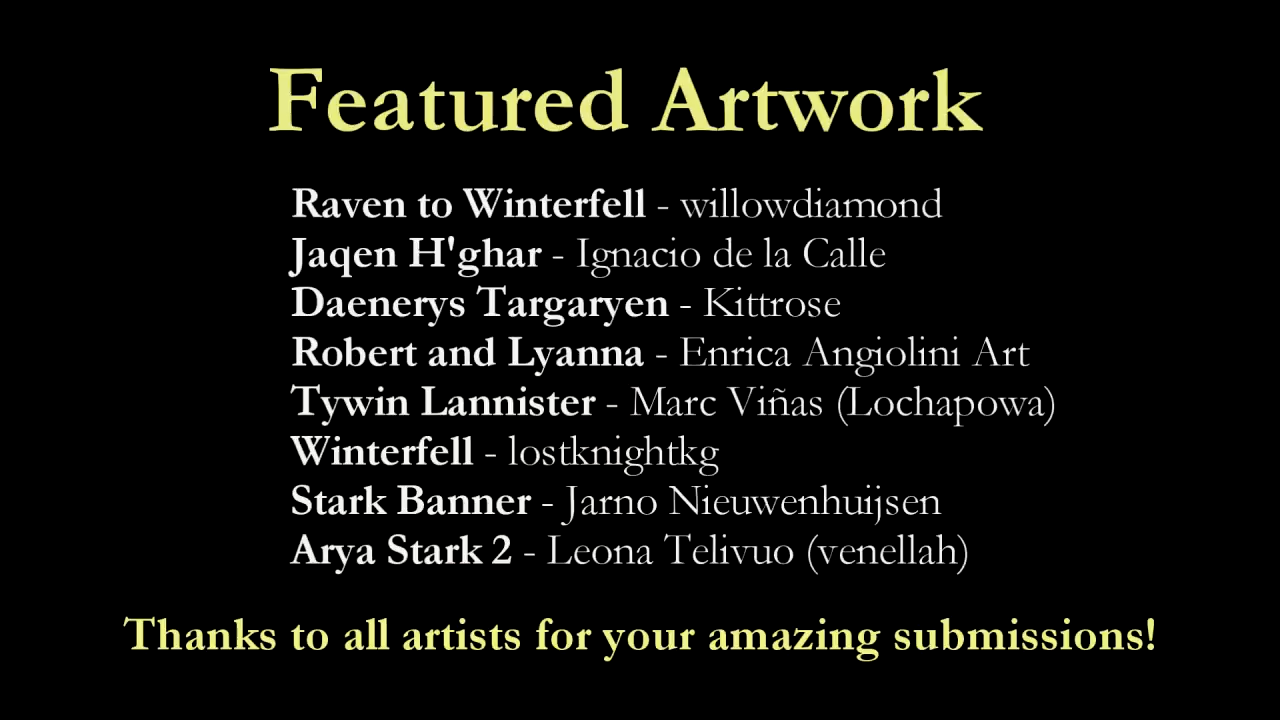 Featured Artwork
Raven to Winterfell - willowdiamond
Jaqen H'ghar - Ignacio de la Calle
Daenerys Targaryen - Kittrose
Robert and Lyanna - Enrica Angiolini Art
Tywin Lannister - Marc Viñas (Lochapowa)
Winterfell - lostknightkg
Stark Banner - Jarno Nieuwenhuijsen
Arya Stark 2 - Leona Telivuo (venellah)
Thanks to all artists for your amazing submissions!